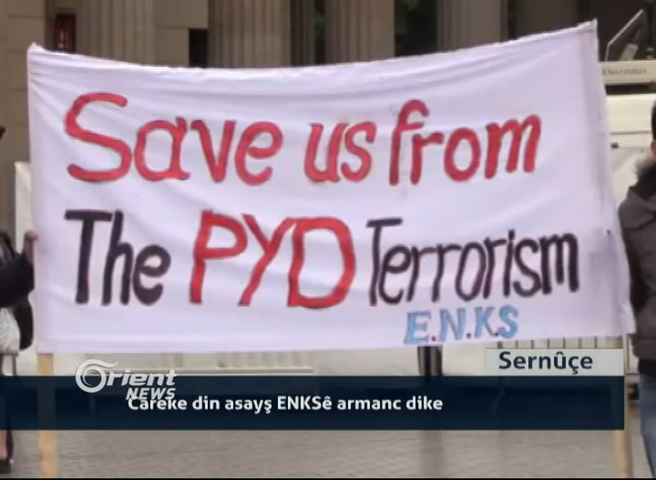 Save us from
The PYD Terrorism
E.N.K.S
Sernûçe
Orient
NEWS
Careke din asayş ENKSê armanc dike